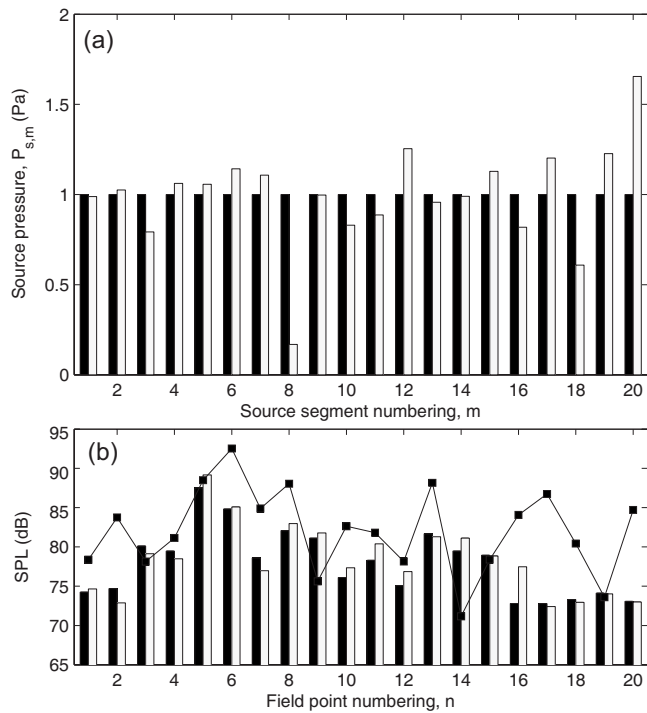 2
(a)
1.5
1
0.5
0
Source pressure, P_s,m (Pa)
2 4 6 8 10 12 14 16 18 20
Source segment numbering, m
95
(b)
90
85
80
75
70
65
SPL (dB)
2 4 6 8 10 12 14 16 18 20
Field point numbering, n